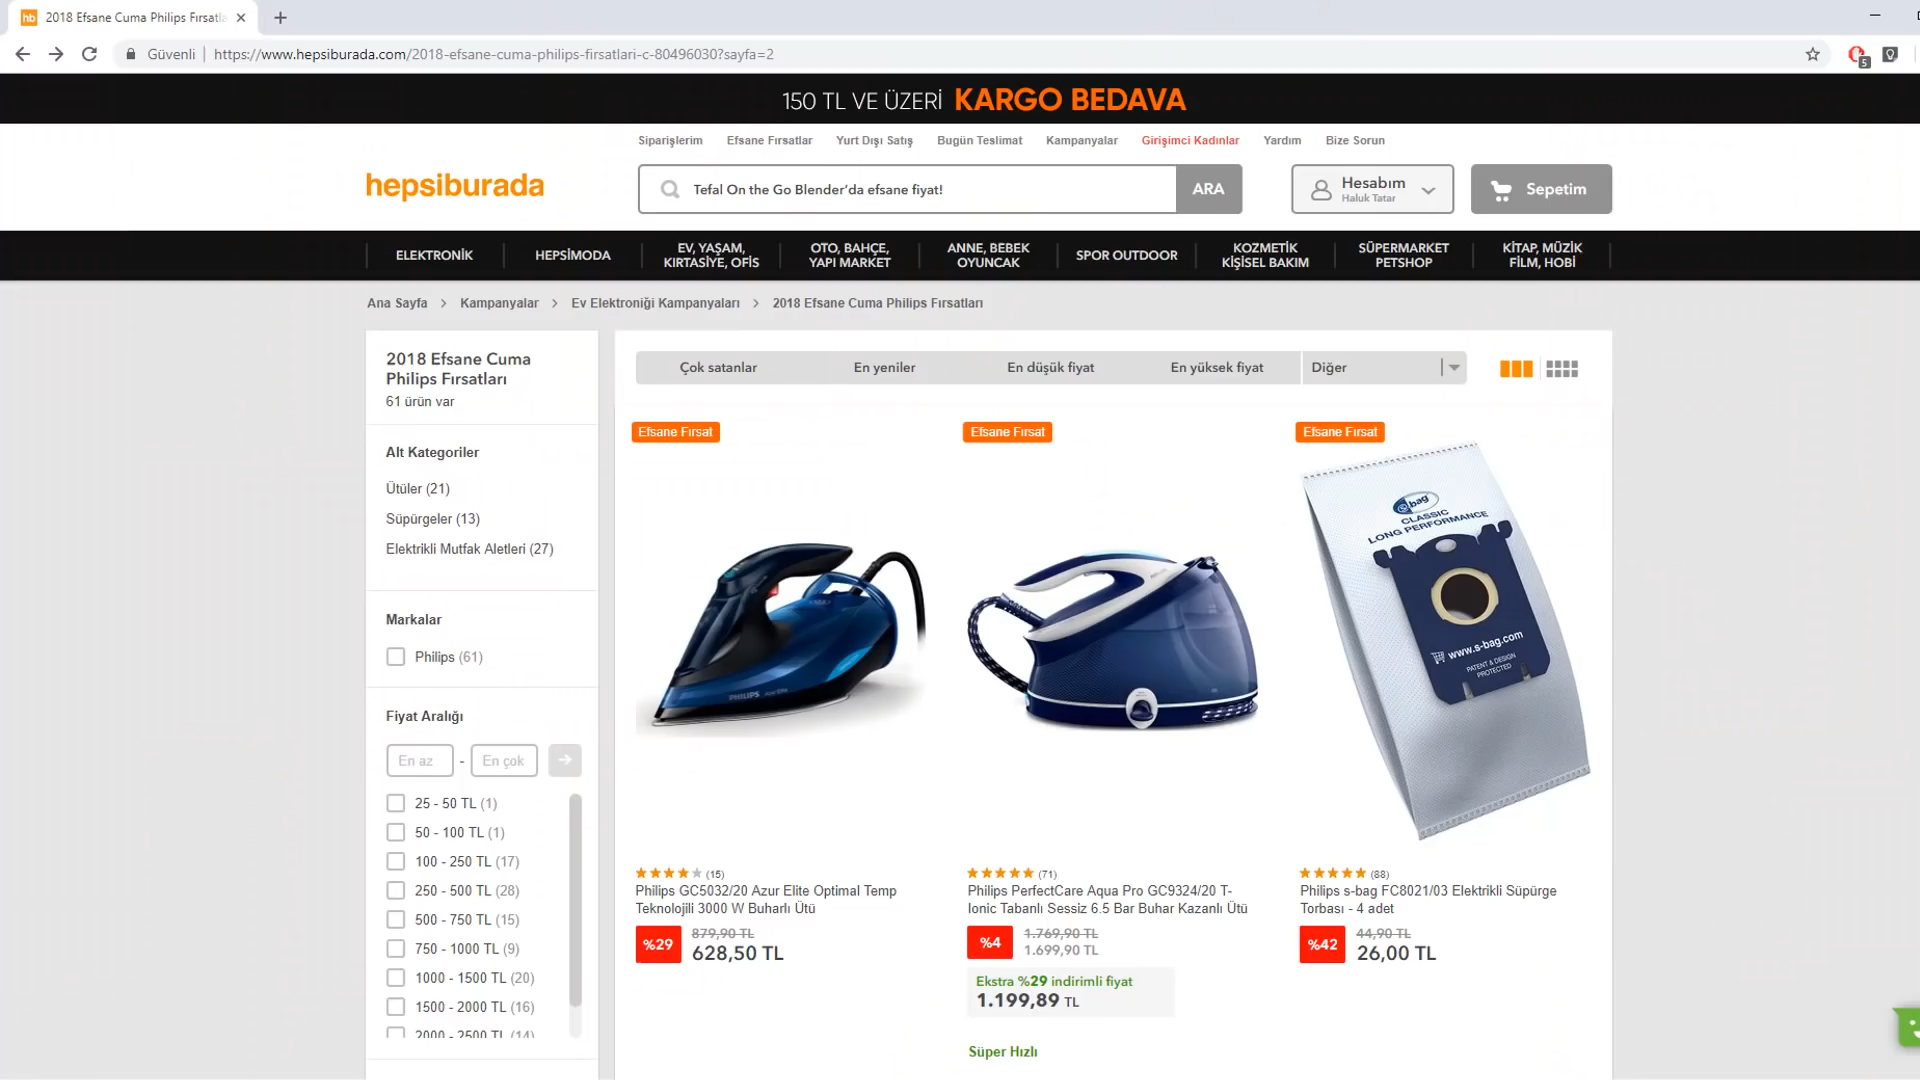 2018 Efsane Cuma Philips Fırsatla
Güvenli | https://www.hepsiburada.com/2018-efsane-cuma-philips-firsatlari-c-80496030?sayfa=2
5
150 TL VE ÜZERİ KARGO BEDAVA
Siparişlerim Efsane Fırsatlar Yurt Dışı Satış Bugün Teslimat Kampanyalar Girişimci Kadınlar Yardım Bize Sorun
hepsiburada
Tefal On the Go Blender'da efsane fiyat!
ARA
Hesabım
Haluk Tatar
Sepetim
ELEKTRONİK
HEPSİMODA
EV, YAŞAM,
KIRTASİYE, OFİS
OTO, BAHÇE,
YAPI MARKET
ANNE, BEBEK
OYUNCAK
SPOR OUTDOOR
KOZMETİK
KİŞİSEL BAKIM
SÜPERMARKET
PETSHOP
KİTAP, MÜZİK
FİLM, HOBİ
Ana Sayfa > Kampanyalar > Ev Elektroniği Kampanyaları > 2018 Efsane Cuma Philips Fırsatları
2018 Efsane Cuma
Philips Fırsatları
61 ürün var
Alt Kategoriler
Ütüler (21)
Süpürgeler (13)
Elektrikli Mutfak Aletleri (27)
Markalar
Philips (61)
Fiyat Aralığı
En az - En çok
25 - 50 TL (1)
50 - 100 TL (1)
100 - 250 TL (17)
250 - 500 TL (28)
500 - 750 TL (15)
750 - 1000 TL (9)
1000 - 1500 TL (20)
1500 - 2000 TL (16)
2000 - 2500 TL (14)
Çok satanlar En yeniler En düşük fiyat En yüksek fiyat Diğer
Efsane Fırsat
PHILIPS
(15)
Philips GC5032/20 Azur Elite Optimal Temp
Teknolojili 3000 W Buharlı Ütü
%29
879,90 TL
628,50 TL
Efsane Fırsat
(71)
Philips PerfectCare Aqua Pro GC9324/20 T-
Ionic Tabanlı Sessiz 6.5 Bar Buhar Kazanlı Ütü
%4
1.769,90 TL
1.699,90 TL
Ekstra %29 indirimli fiyat
1.199,89 TL
Süper Hızlı
Efsane Fırsat
s-bag
CLASSIC
LONG PERFORMANCE
www.s-bag.com
PATENT & DESIGN
PROTECTED
(88)
Philips s-bag FC8021/03 Elektrikli Süpürge
Torbası - 4 adet
%42
44,90 TL
26,00 TL